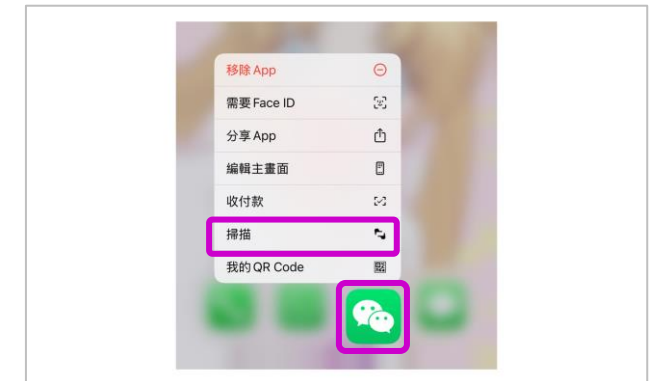 移除 App
需要 Face ID
分享 App
編輯主畫面
收付款
掃描
我的 QR Code